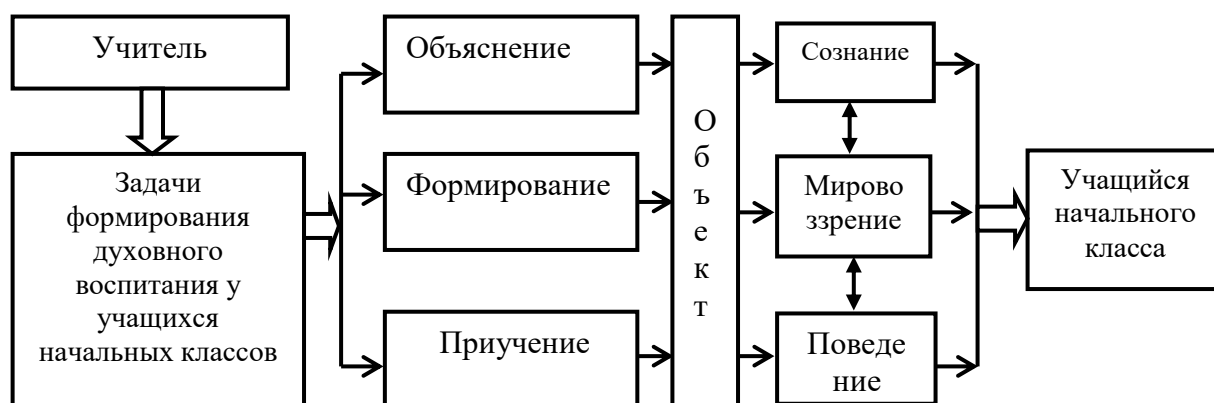 Учитель
Задачи
формирования
духовного
воспитания у
учащихся
начальных классов
Объяснение
Формирование
Приучение
О
б
ъ
е
к
т
Сознание
Мирово
ззрение
Поведе
ние
Учащийся
начального
класса